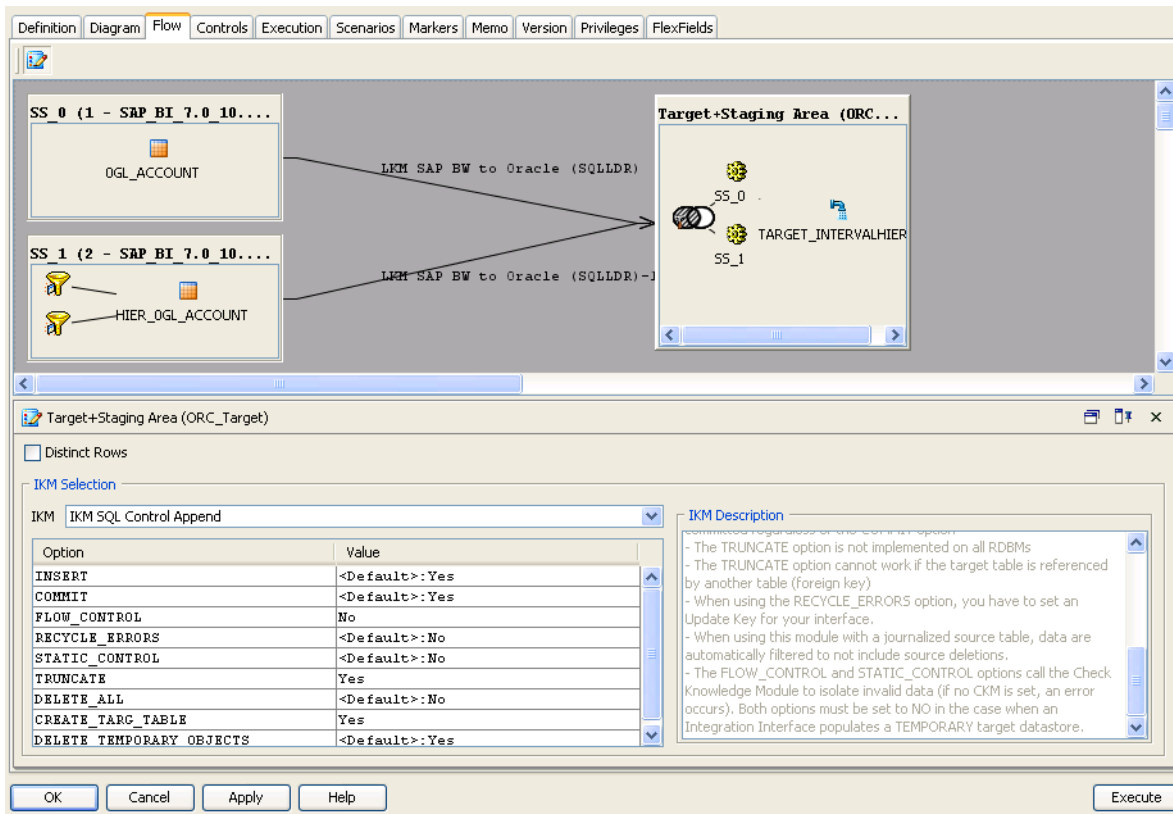 Definition Diagram Flow Controls Execution Scenarios Markers Memo Version Privileges FlexFields
SS_0 (1 - SAP_BI_7.0_10....
0GL_ACCOUNT
LKM SAP BW to Oracle (SQLLDR)
SS_1 (2 - SAP_BI_7.0_10....
HIER_0GL_ACCOUNT
LKM SAP BW to Oracle (SQLLDR)-1
Target+Staging Area (ORC...
SS_0
TARGET_INTERVALHIER
SS_1
Target+Staging Area (ORC_Target)
Distinct Rows
IKM Selection
IKM IKM SQL Control Append
Option Value
INSERT <Default>:Yes
COMMIT <Default>:Yes
FLOW_CONTROL No
RECYCLE_ERRORS <Default>:No
STATIC_CONTROL <Default>:No
TRUNCATE Yes
DELETE_ALL <Default>:No
CREATE_TARG_TABLE Yes
DELETE_TEMPORARY_OBJECTS <Default>:Yes
IKM Description
committed regardless of the COMMIT option
- The TRUNCATE option is not implemented on all RDBMs
- The TRUNCATE option cannot work if the target table is referenced
by another table (foreign key)
- When using the RECYCLE_ERRORS option, you have to set an
Update Key for your interface.
- When using this module with a journalized source table, data are
automatically filtered to not include source deletions.
- The FLOW_CONTROL and STATIC_CONTROL options call the Check
Knowledge Module to isolate invalid data (if no CKM is set, an error
occurs). Both options must be set to NO in the case when an
Integration Interface populates a TEMPORARY target datastore.
OK Cancel Apply Help Execute